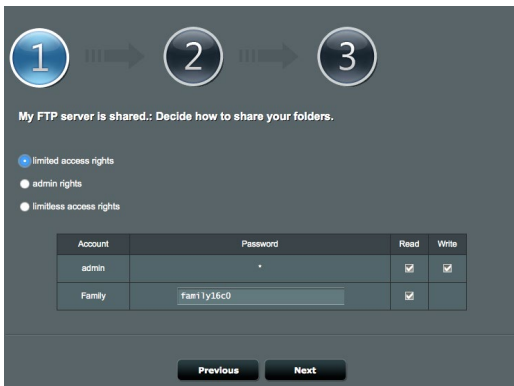 1 2 3
My FTP server is shared.: Decide how to share your folders.
limited access rights
admin rights
limitless access rights
Account Password Read Write
admin *
Family family16c0
Previous Next